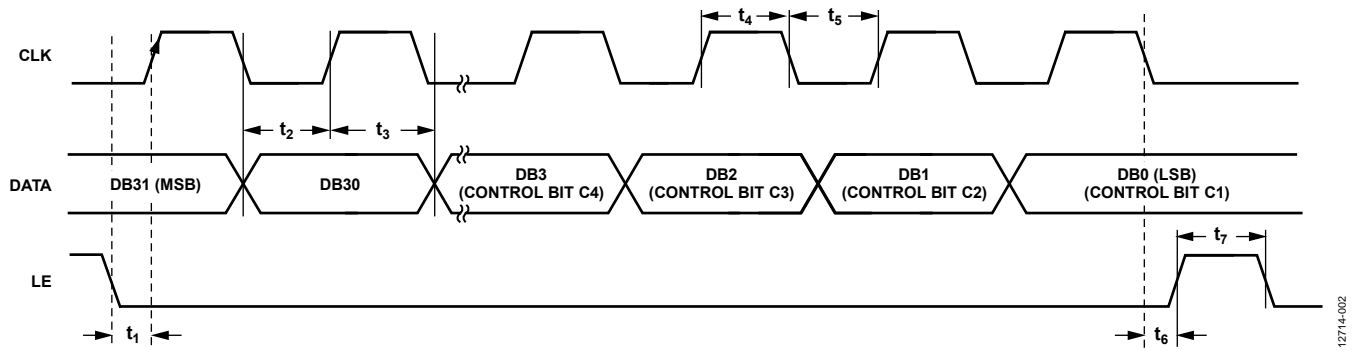 t4
t5
CLK
t2
t3
DATA
DB31 (MSB)
DB30
DB3
(CONTROL BIT C4)
DB2
(CONTROL BIT C3)
DB1
(CONTROL BIT C2)
DB0 (LSB)
(CONTROL BIT C1)
t7
LE
t1
t6
12714-002